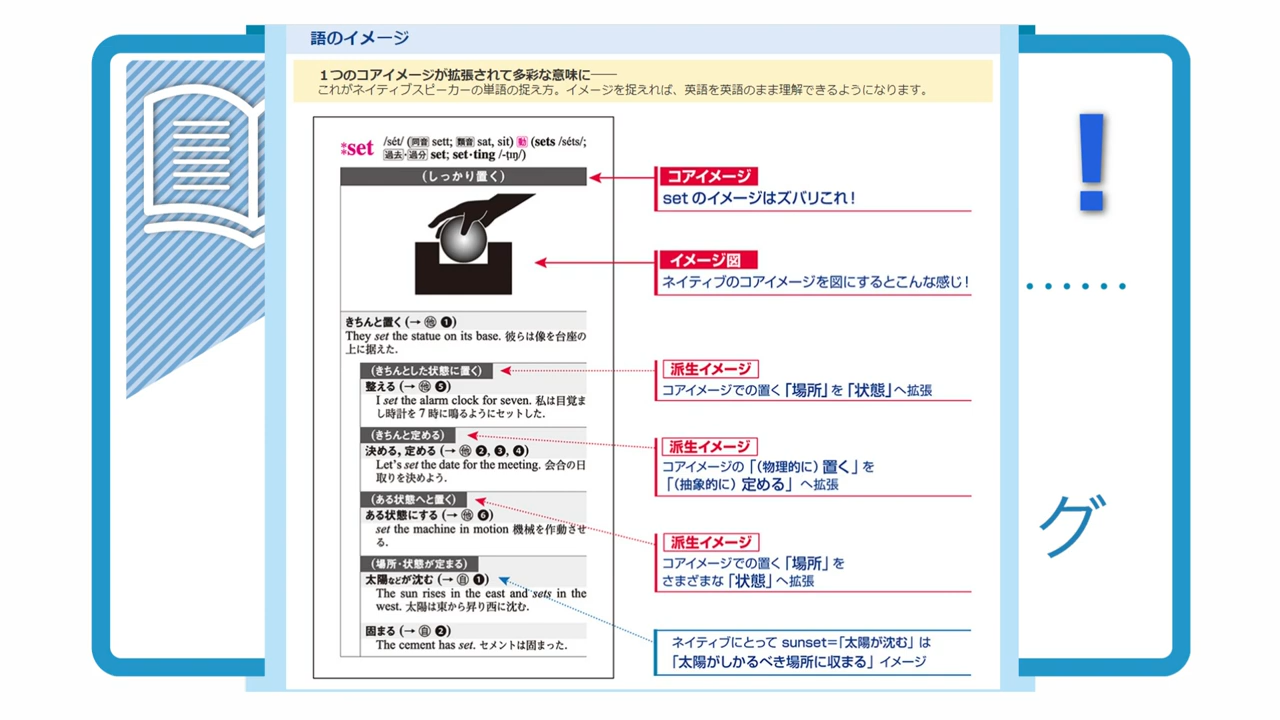 語のイメージ
1つのコアイメージが拡張されて多彩な意味に――
これがネイティブスピーカーの単語の捉え方。イメージを捉えれば、英語を英語のまま理解できるようになります。
*set /sét/ (同音 sett; 類音 sat, sit) 動 (sets /séts/;
過去・過分 set; set・ting /-ţɪŋ/)
(しっかり置く)
きちんと置く (→ 他 ❶)
They set the statue on its base. 彼らは像を台座の
上に据えた.
(きちんとした状態に置く)
整える (→ 他 ❺)
I set the alarm clock for seven. 私は目覚ま
し時計を 7 時に鳴るようにセットした.
(きちんと定める)
決める, 定める (→ 他 ❷, ❸, ❹)
Let's set the date for the meeting. 会合の日
取りを決めよう.
(ある状態へと置く)
ある状態にする (→ 他 ❻)
set the machine in motion 機械を作動させ
る.
(場所・状態が定まる)
太陽などが沈む (→ 自 ❶)
The sun rises in the east and sets in the
west. 太陽は東から昇り西に沈む.
固まる (→ 自 ❷)
The cement has set. セメントは固まった.
コアイメージ
set のイメージはズバリこれ!
イメージ図
ネイティブのコアイメージを図にするとこんな感じ!
派生イメージ
コアイメージでの置く「場所」を「状態」へ拡張
派生イメージ
コアイメージの「(物理的に) 置く」を
「(抽象的に) 定める」へ拡張
派生イメージ
コアイメージでの置く「場所」を
さまざまな「状態」へ拡張
ネイティブにとって sunset=「太陽が沈む」は
「太陽がしかるべき場所に収まる」イメージ
!
グ